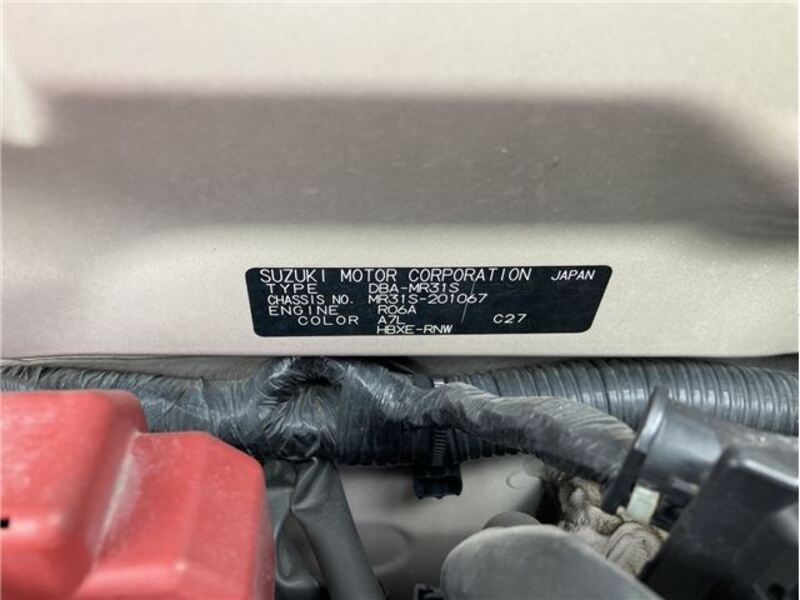 SUZUKI MOTOR CORPORATION JAPAN
TYPE DBA-MR31S
CHASSIS NO. MR31S-201067
ENGINE R06A
COLOR A7L C27
HBXE-RNW